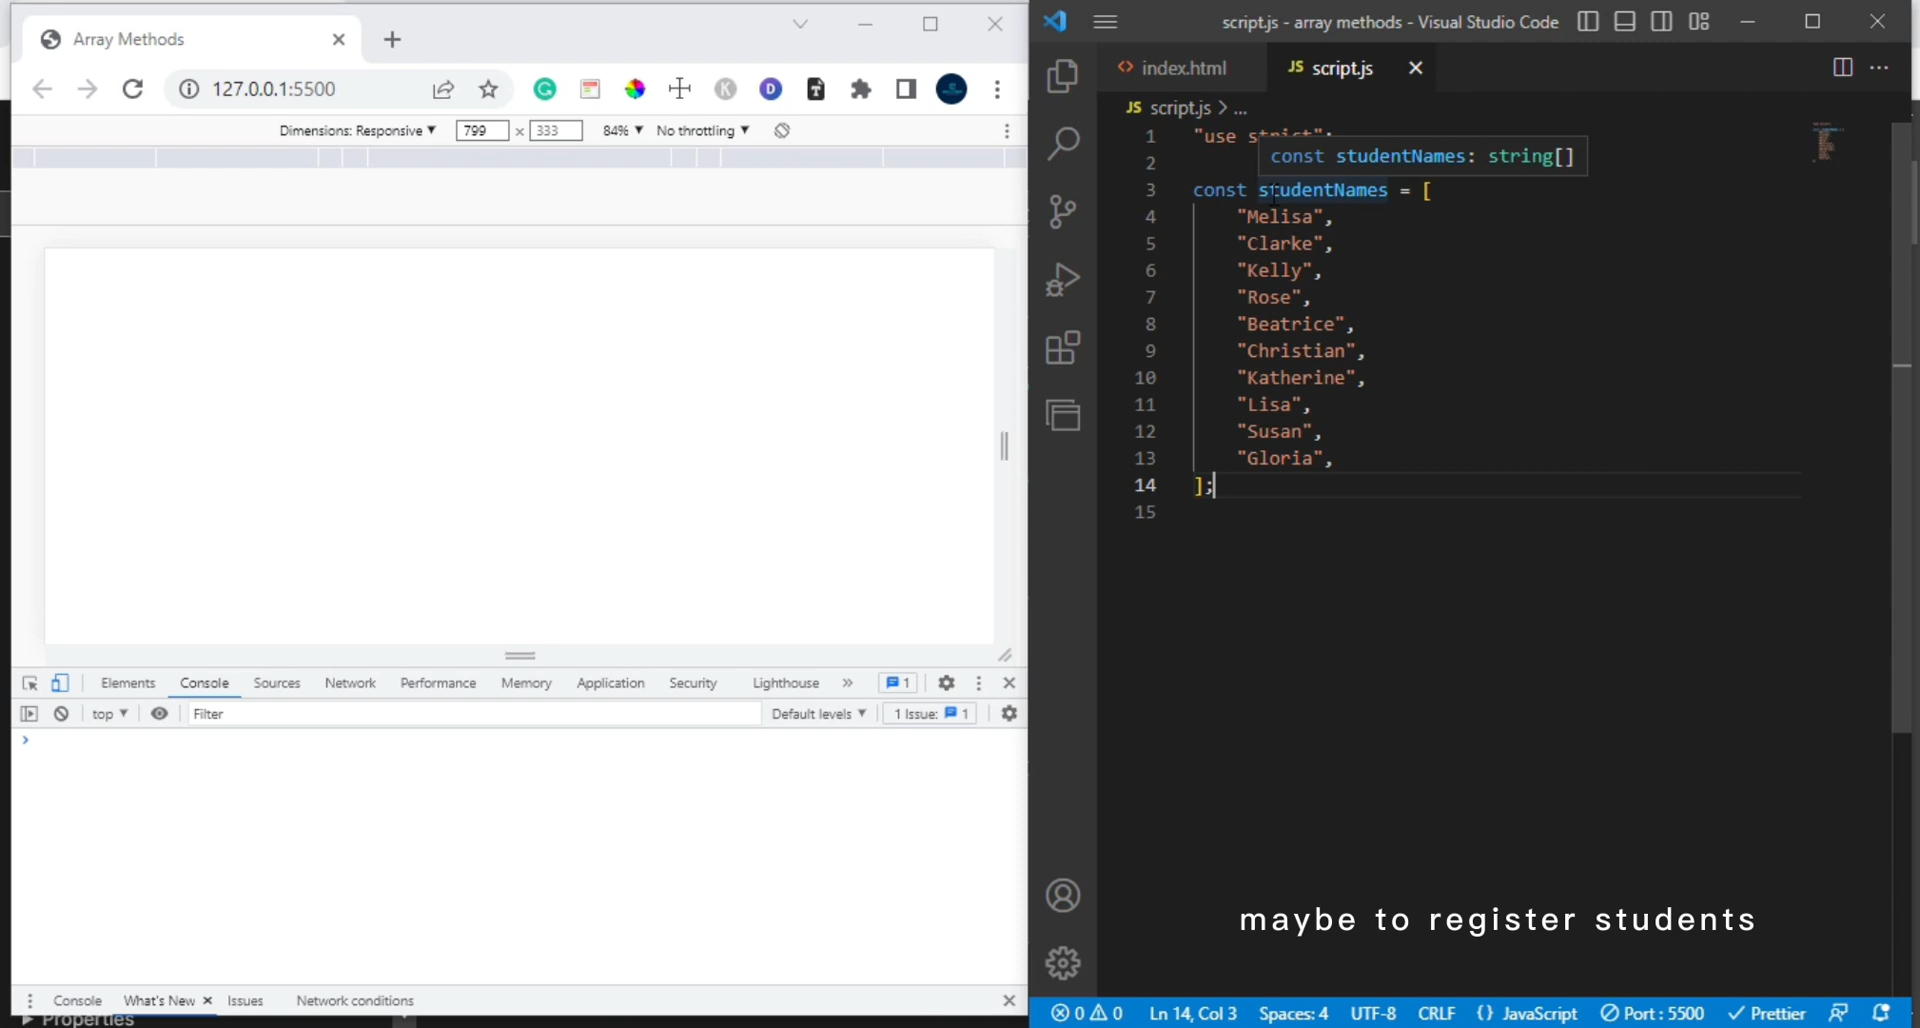 Array Methods
127.0.0.1:5500
Dimensions: Responsive ▼ 799 × 333 84% ▼ No throttling ▼
Elements Console Sources Network Performance Memory Application Security Lighthouse » 1
top ▼ Filter Default levels ▼ 1 Issue: 1
›
Console What's New × Issues Network conditions
Properties
script.js - array methods - Visual Studio Code
<> index.html JS script.js
JS script.js > ...
1 "use strict";
const studentNames: string[]
2
3 const studentNames = [
4 "Melisa",
5 "Clarke",
6 "Kelly",
7 "Rose",
8 "Beatrice",
9 "Christian",
10 "Katherine",
11 "Lisa",
12 "Susan",
13 "Gloria",
14 ];
15
maybe to register students
0 0 Ln 14, Col 3 Spaces: 4 UTF-8 CRLF {} JavaScript Port : 5500 Prettier